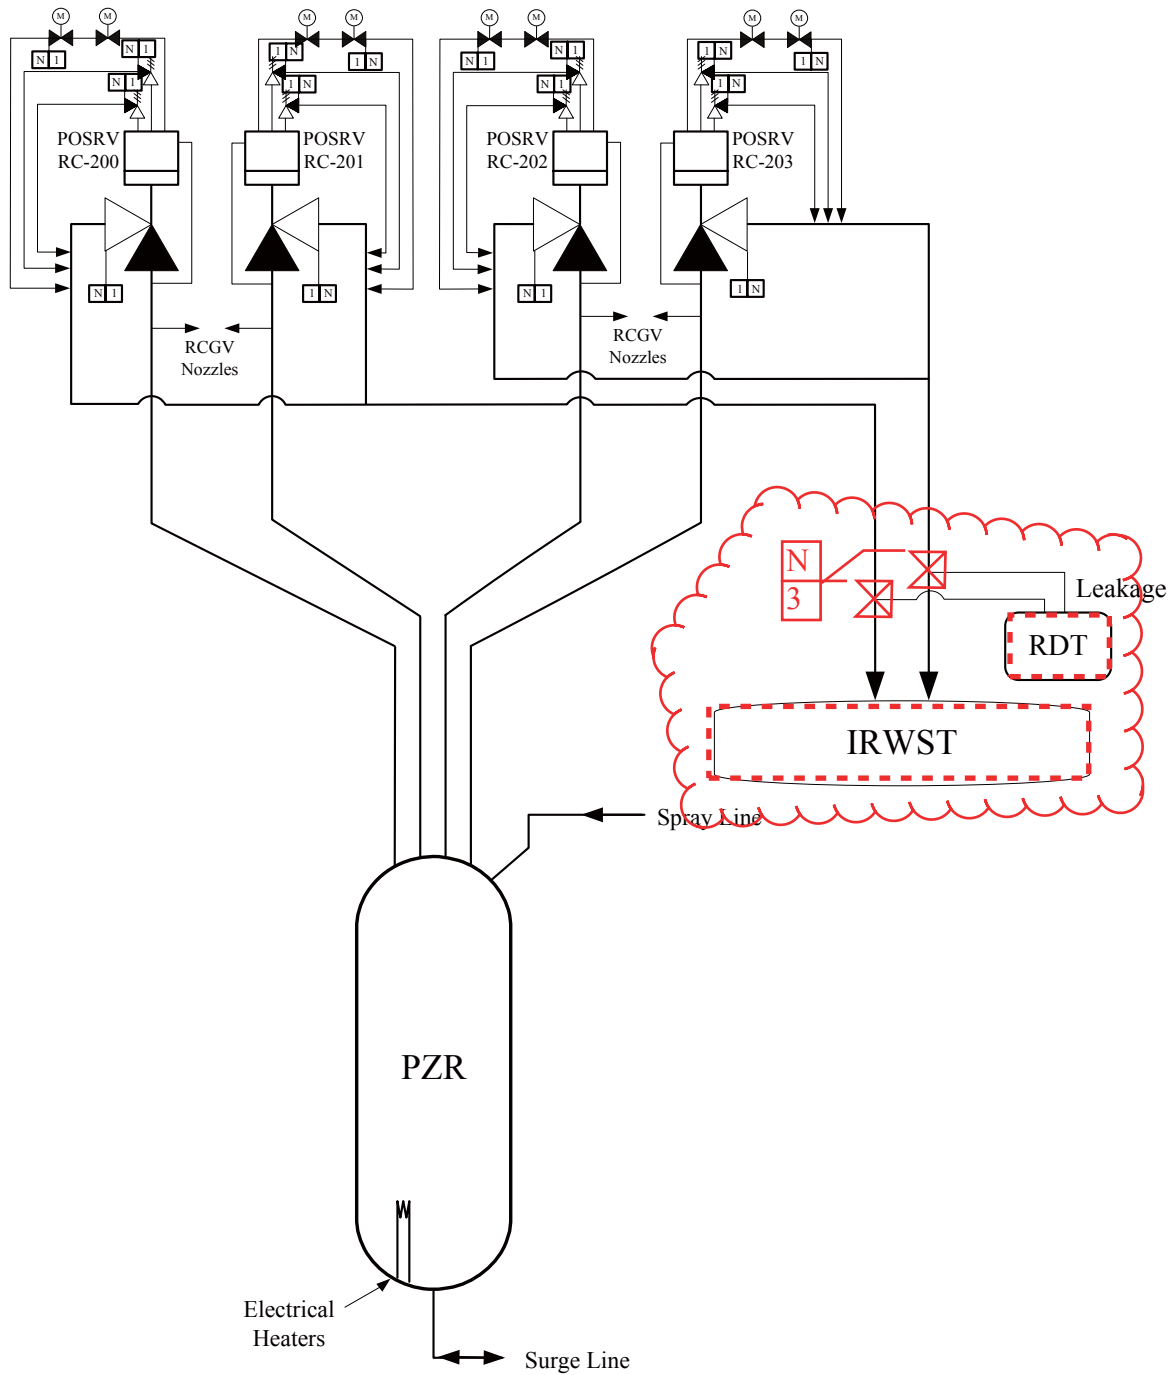 M M M M M M M M
N 1 1 N N 1 1 N
N 1 1 N N 1 1 N
N 1 1 N N 1 1 N
POSRV
RC-200
POSRV
RC-201
POSRV
RC-202
POSRV
RC-203
N 1 1 N N 1 1 N
RCGV
Nozzles
RCGV
Nozzles
N
3
Leakage
RDT
IRWST
Spray Line
PZR
Electrical
Heaters
Surge Line